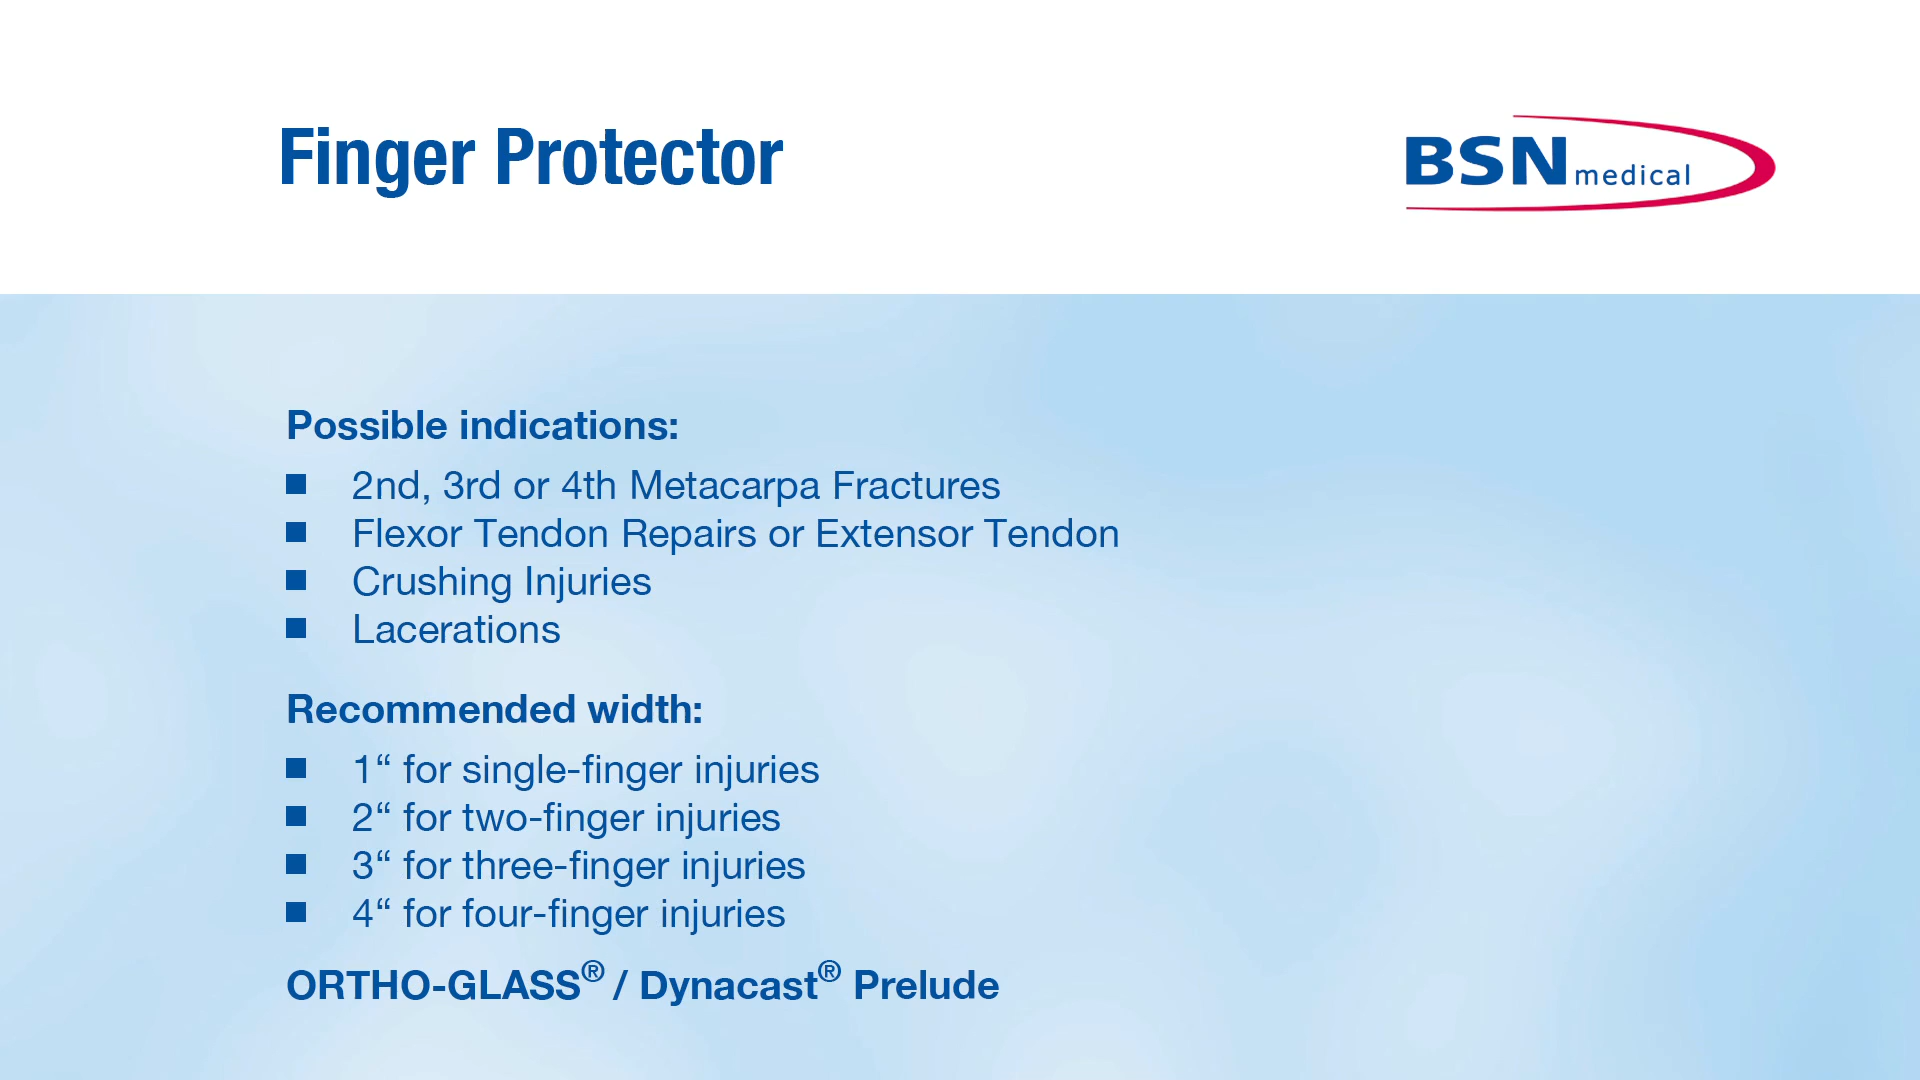 Finger Protector
BSN medical
Possible indications:
■ 2nd, 3rd or 4th Metacarpa Fractures
■ Flexor Tendon Repairs or Extensor Tendon
■ Crushing Injuries
■ Lacerations
Recommended width:
■ 1“ for single-finger injuries
■ 2“ for two-finger injuries
■ 3“ for three-finger injuries
■ 4“ for four-finger injuries
ORTHO-GLASS® / Dynacast® Prelude